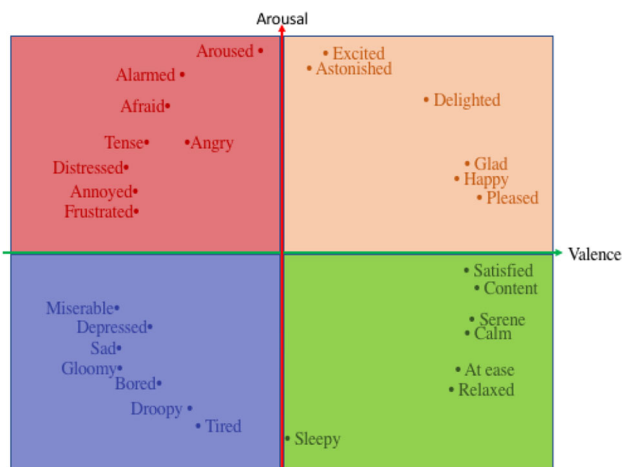 Arousal
Aroused •
Alarmed •
Afraid•
Tense•
•Angry
Distressed•
Annoyed•
Frustrated•
• Excited
• Astonished
• Delighted
• Glad
• Happy
• Pleased
Valence
Miserable•
Depressed•
Sad•
Gloomy•
Bored•
Droopy •
• Tired
• Satisfied
• Content
• Serene
• Calm
• At ease
• Relaxed
• Sleepy